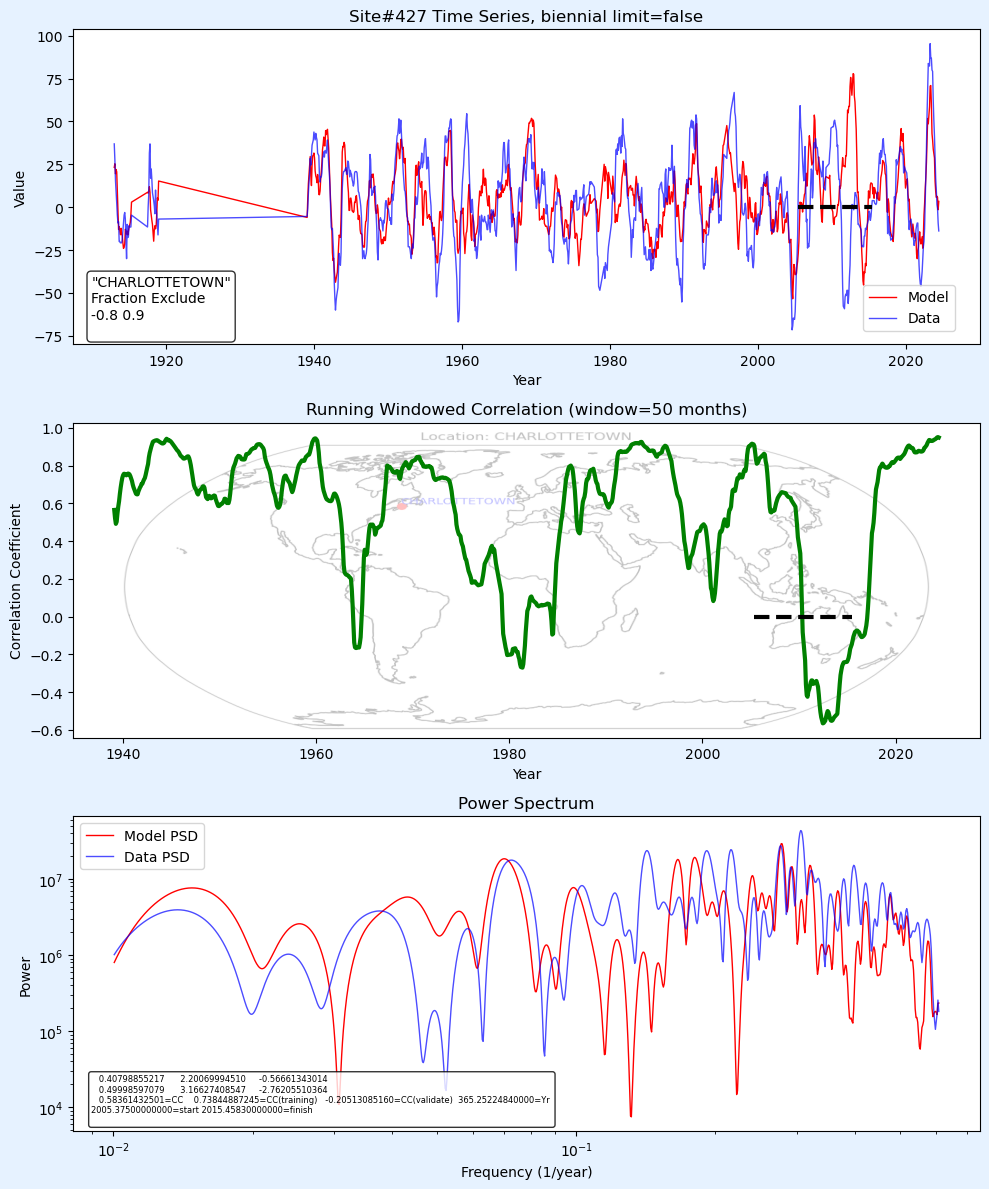 Site#427 Time Series, biennial limit=false
100
75
50
25
0
−25
−50
−75
Value
"CHARLOTTETOWN"
Fraction Exclude
-0.8 0.9
Model
Data
1920
1940
1960
1980
2000
2020
Year
Running Windowed Correlation (window=50 months)
Location: CHARLOTTETOWN
CHARLOTTETOWN
1.0
0.8
0.6
0.4
0.2
0.0
−0.2
−0.4
−0.6
Correlation Coefficient
1940
1960
1980
2000
2020
Year
Power Spectrum
Model PSD
Data PSD
10⁷
10⁶
10⁵
10⁴
Power
0.40798855217 2.20069994510 -0.56661343014
0.49998597079 3.16627408547 -2.76205510364
0.58361432501=CC 0.73844887245=CC(training) -0.20513085160=CC(validate) 365.25224840000=Yr
2005.37500000000=start 2015.45830000000=finish
10⁻²
10⁻¹
Frequency (1/year)